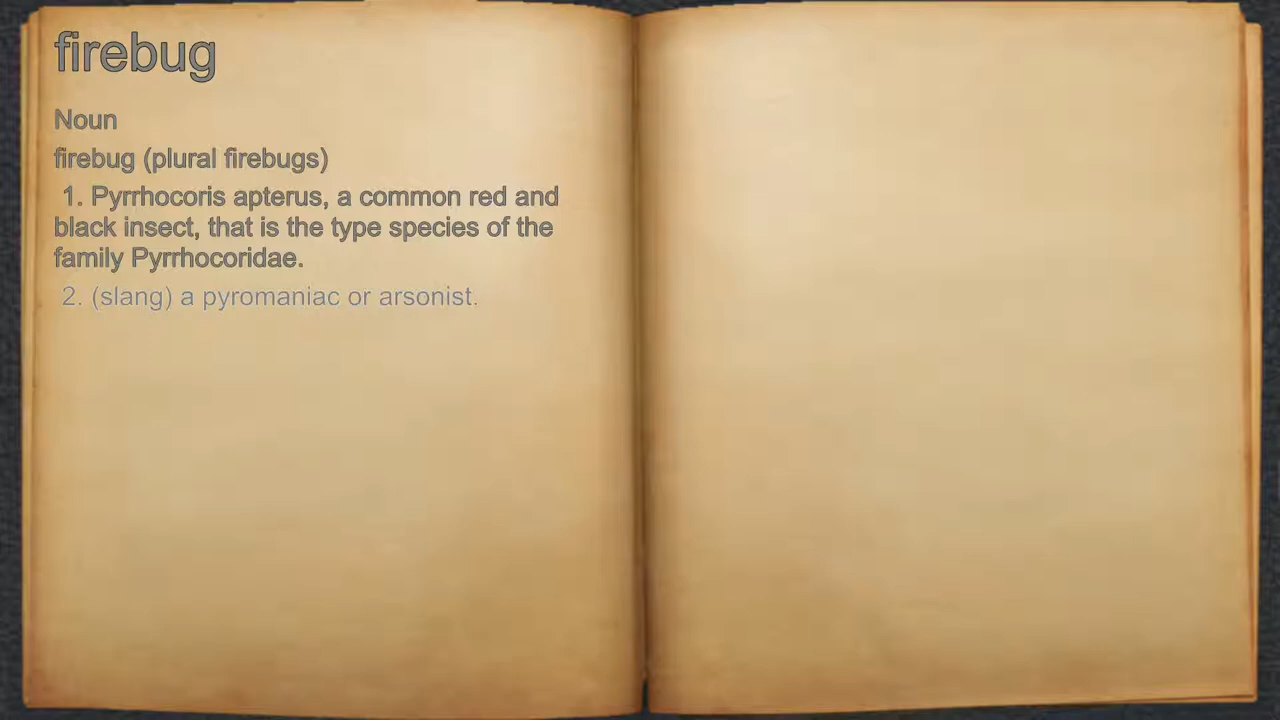 firebug
Noun
firebug (plural firebugs)
1. Pyrrhocoris apterus, a common red and
black insect, that is the type species of the
family Pyrrhocoridae.
2. (slang) a pyromaniac or arsonist.